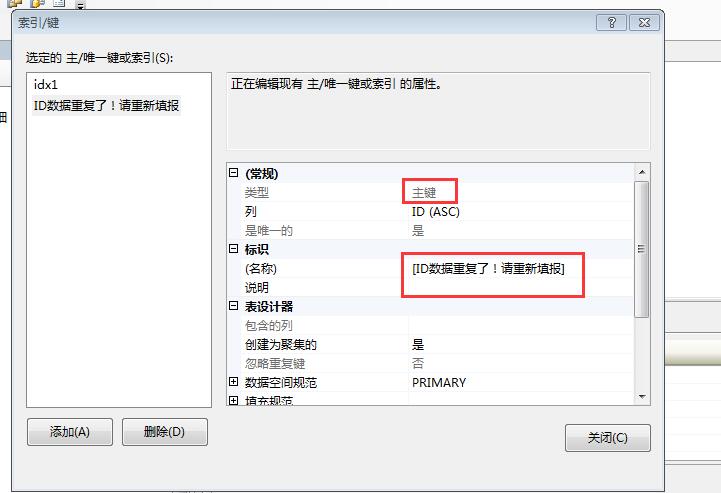 索引/键
选定的 主/唯一键或索引(S):
idx1
ID数据重复了！请重新填报
正在编辑现有 主/唯一键或索引 的属性。
(常规)
类型 主键
列 ID (ASC)
是唯一的 是
标识
(名称) [ID数据重复了！请重新填报]
说明
表设计器
包含的列
创建为聚集的 是
忽略重复键 否
数据空间规范 PRIMARY
填充规范
添加(A) 删除(D)
关闭(C)
细